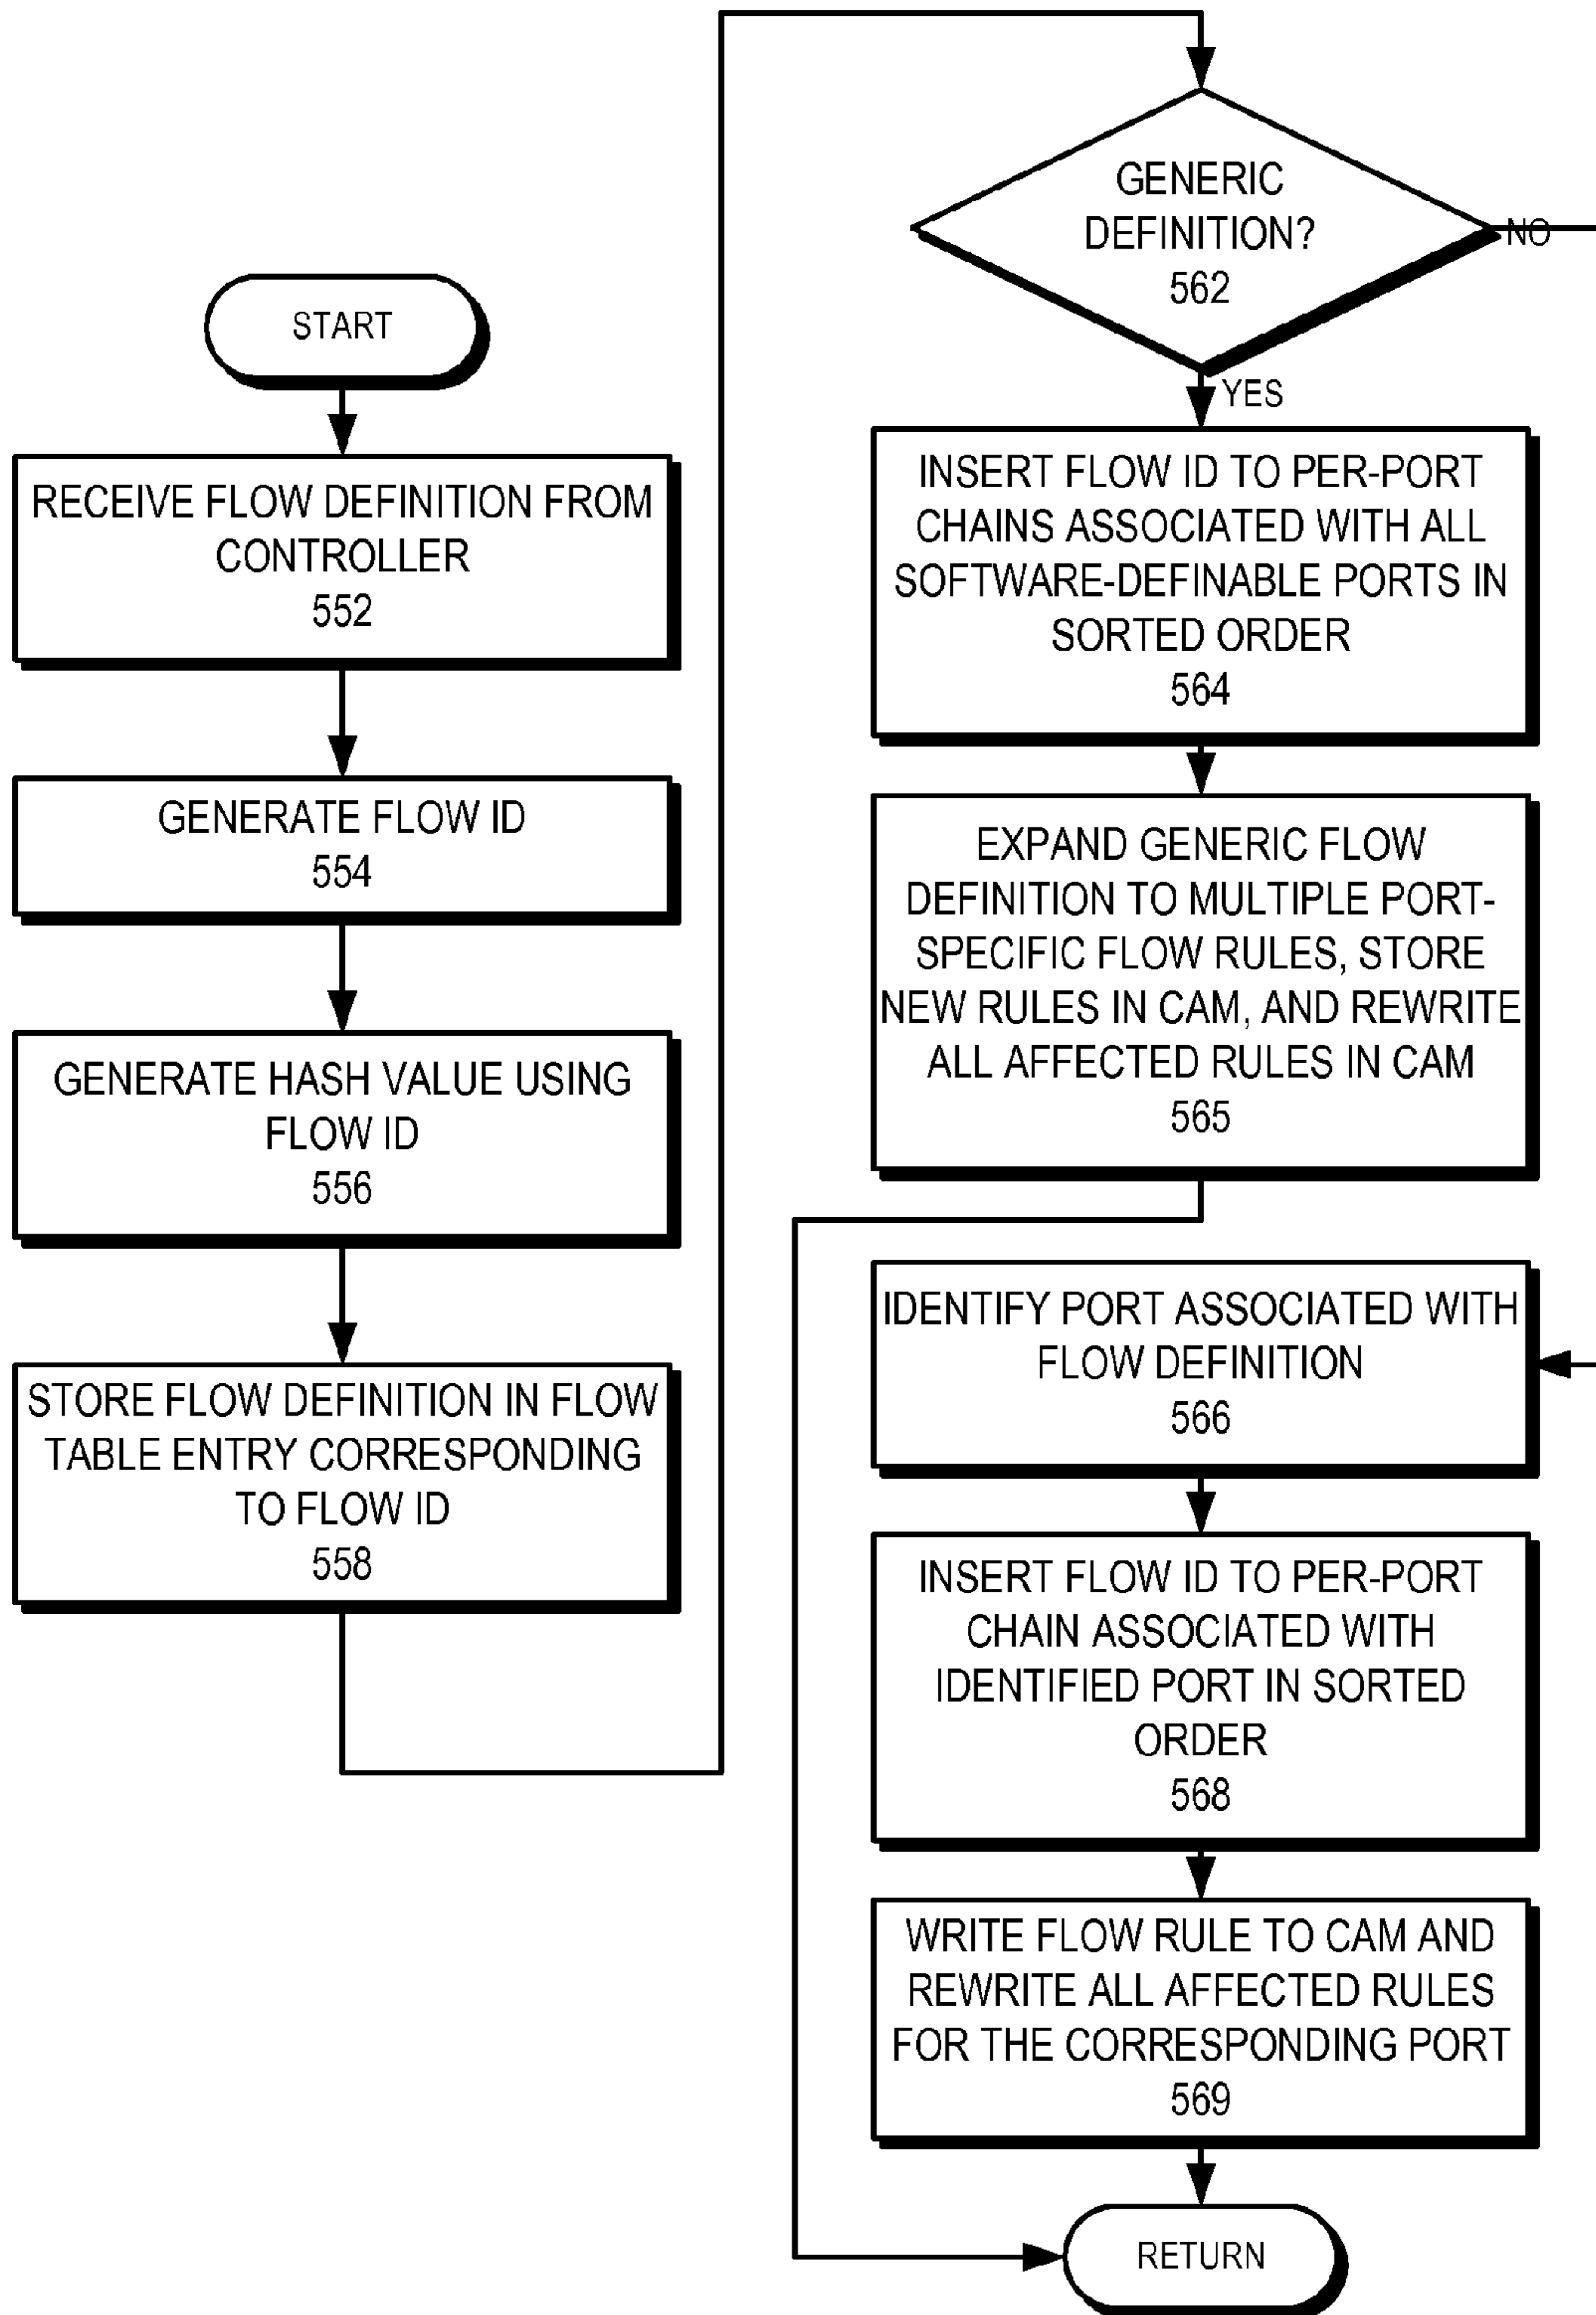 START
RECEIVE FLOW DEFINITION FROM
CONTROLLER
552
GENERATE FLOW ID
554
GENERATE HASH VALUE USING
FLOW ID
556
STORE FLOW DEFINITION IN FLOW
TABLE ENTRY CORRESPONDING
TO FLOW ID
558
GENERIC
DEFINITION?
562
NO
YES
INSERT FLOW ID TO PER-PORT
CHAINS ASSOCIATED WITH ALL
SOFTWARE-DEFINABLE PORTS IN
SORTED ORDER
564
EXPAND GENERIC FLOW
DEFINITION TO MULTIPLE PORT-
SPECIFIC FLOW RULES, STORE
NEW RULES IN CAM, AND REWRITE
ALL AFFECTED RULES IN CAM
565
IDENTIFY PORT ASSOCIATED WITH
FLOW DEFINITION
566
INSERT FLOW ID TO PER-PORT
CHAIN ASSOCIATED WITH
IDENTIFIED PORT IN SORTED
ORDER
568
WRITE FLOW RULE TO CAM AND
REWRITE ALL AFFECTED RULES
FOR THE CORRESPONDING PORT
569
RETURN